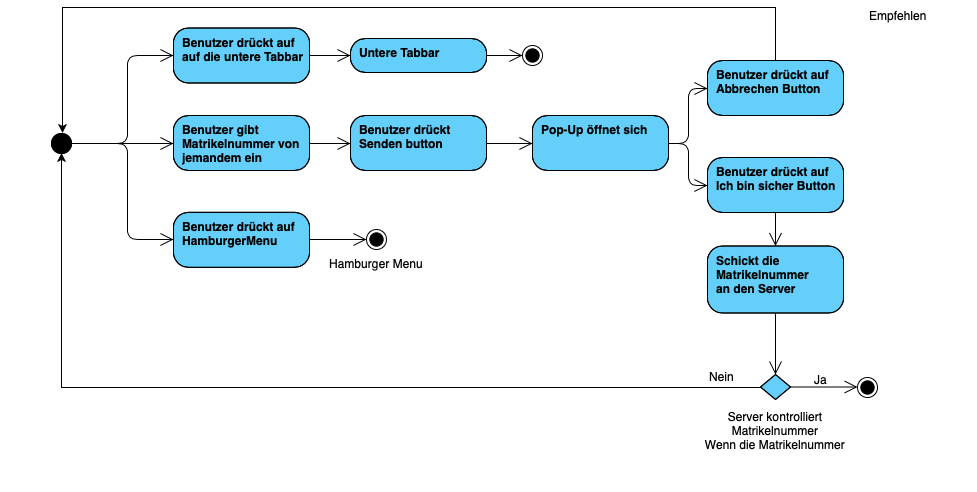 Empfehlen
Benutzer drückt auf
auf die untere Tabbar
Untere Tabbar
Benutzer drückt auf
Abbrechen Button
Benutzer gibt
Matrikelnummer von
jemandem ein
Benutzer drückt
Senden button
Pop-Up öffnet sich
Benutzer drückt auf
Ich bin sicher Button
Benutzer drückt auf
HamburgerMenu
Hamburger Menu
Schickt die
Matrikelnummer
an den Server
Nein
Ja
Server kontrolliert
Matrikelnummer
Wenn die Matrikelnummer